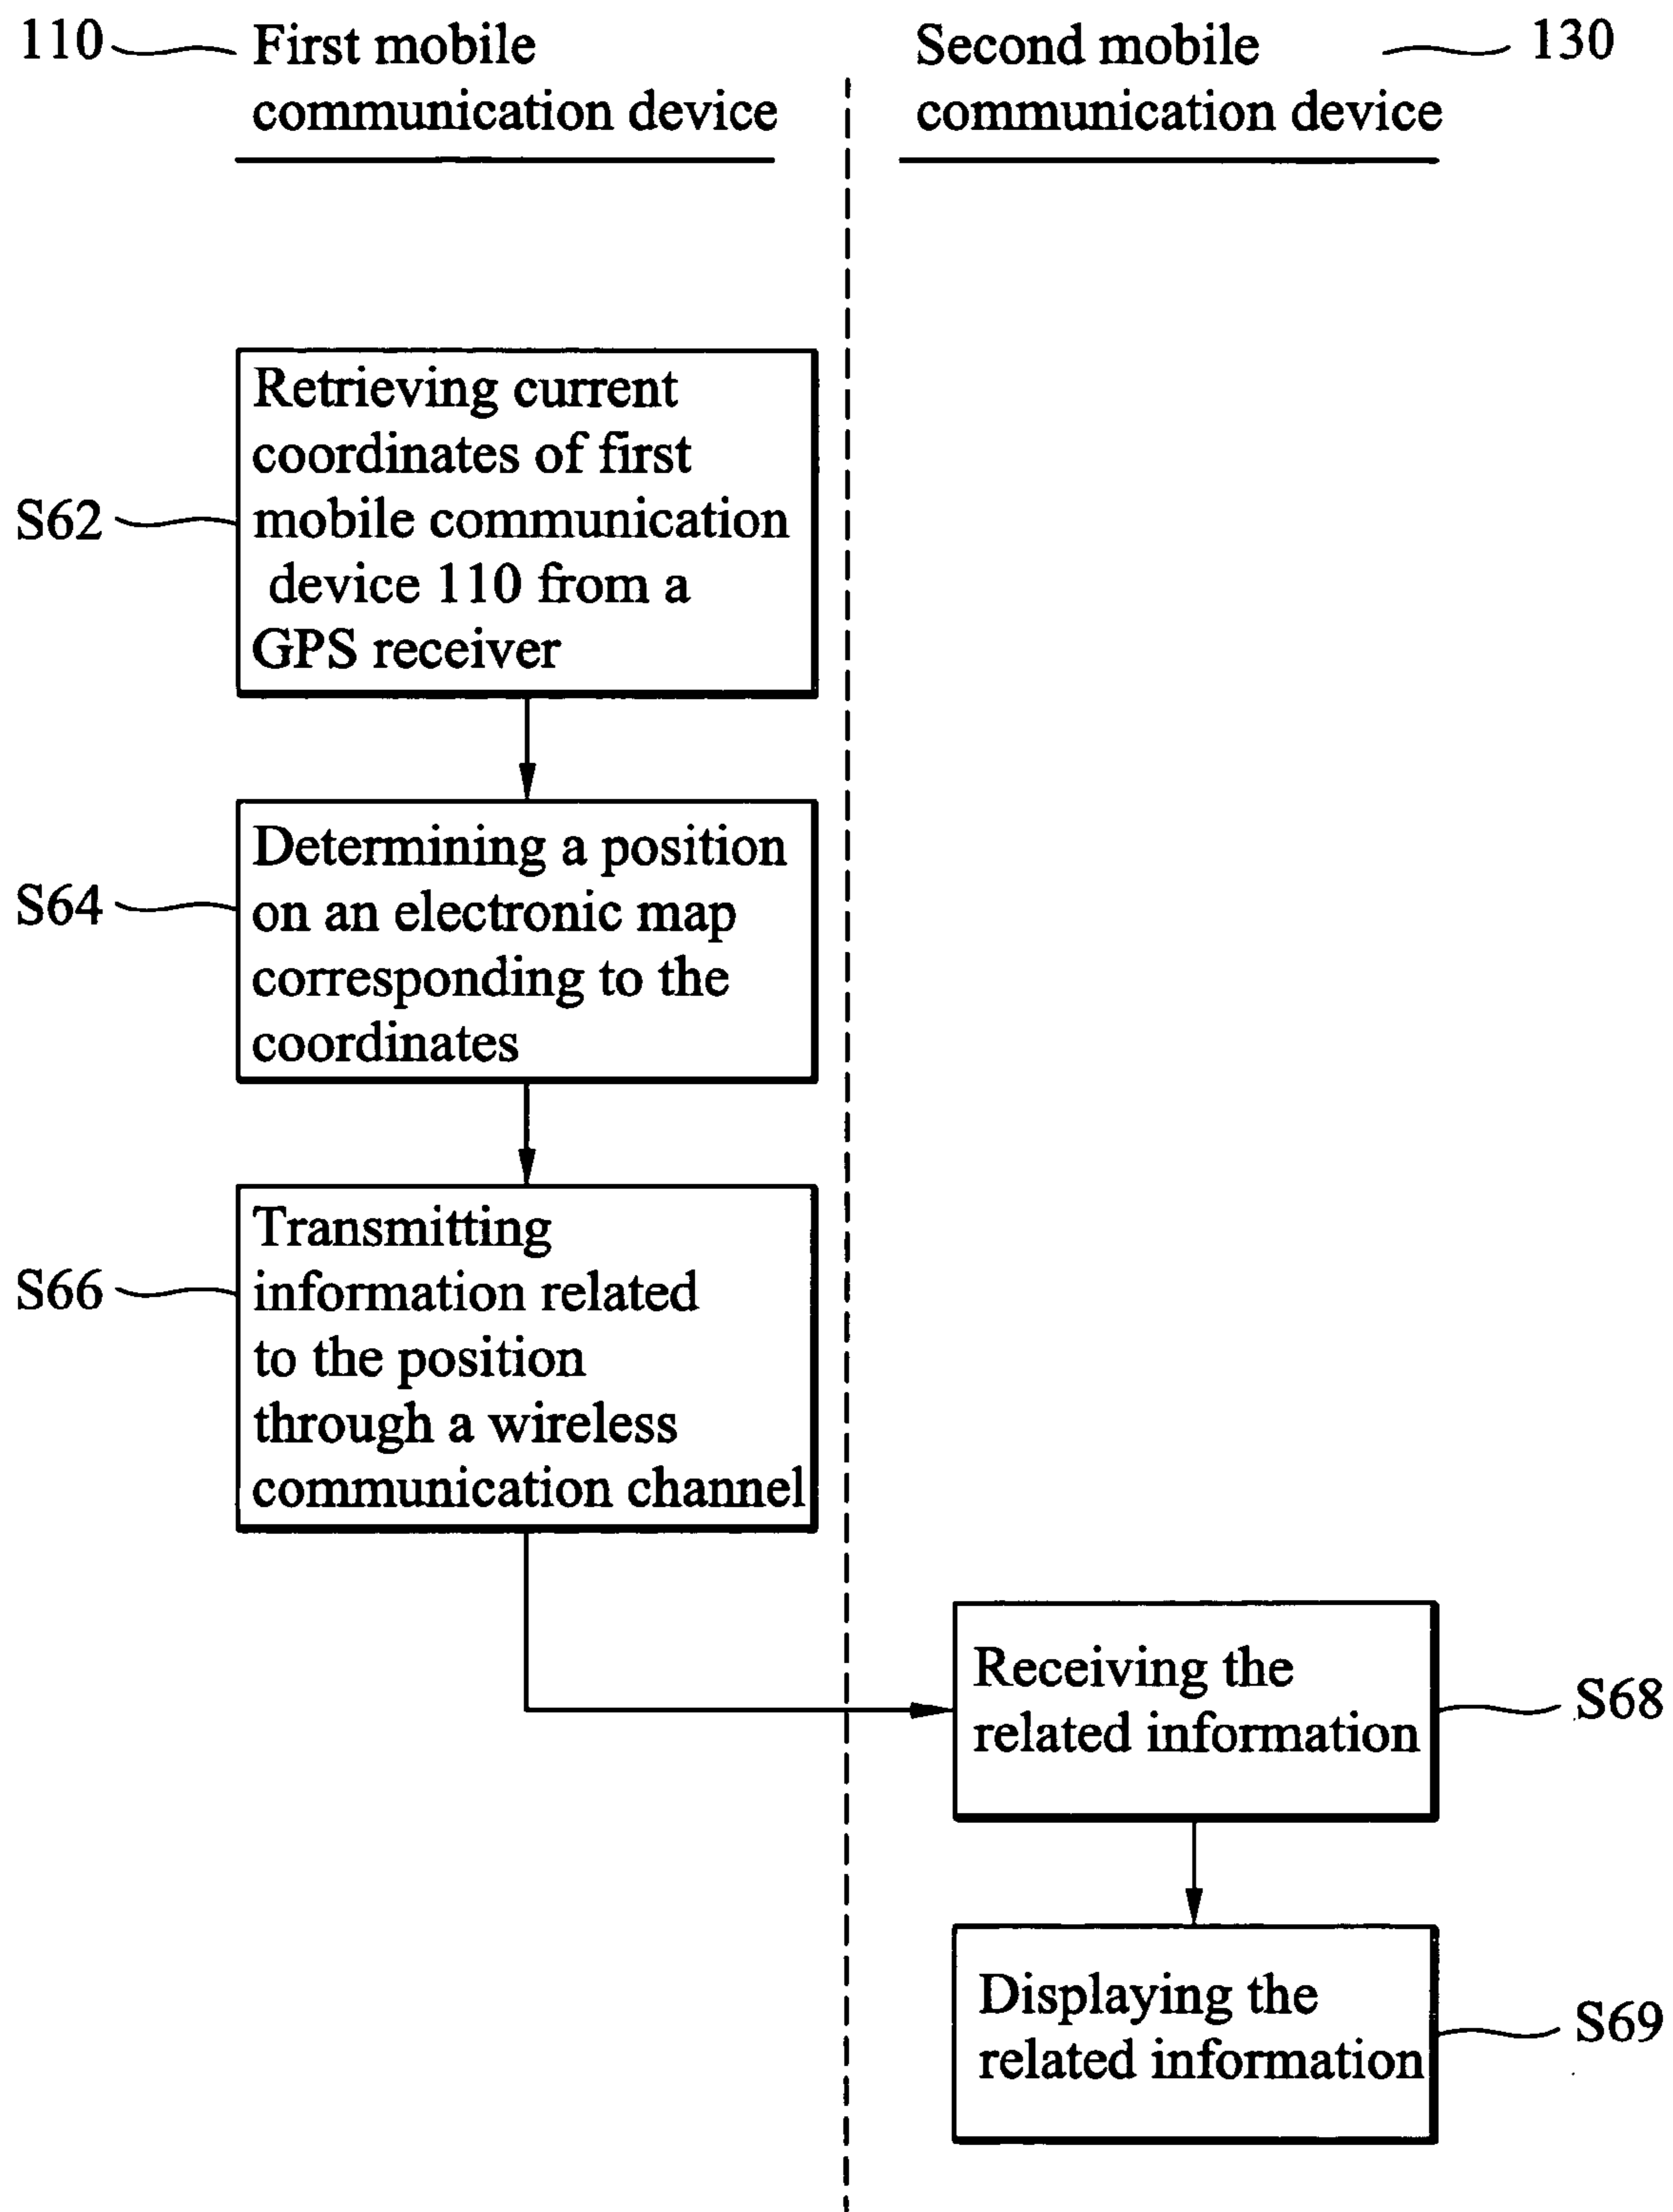 110
First mobile
communication device
Second mobile
communication device
130
S62
Retrieving current
coordinates of first
mobile communication
device 110 from a
GPS receiver
S64
Determining a position
on an electronic map
corresponding to the
coordinates
S66
Transmitting
information related
to the position
through a wireless
communication channel
Receiving the
related information
S68
Displaying the
related information
S69